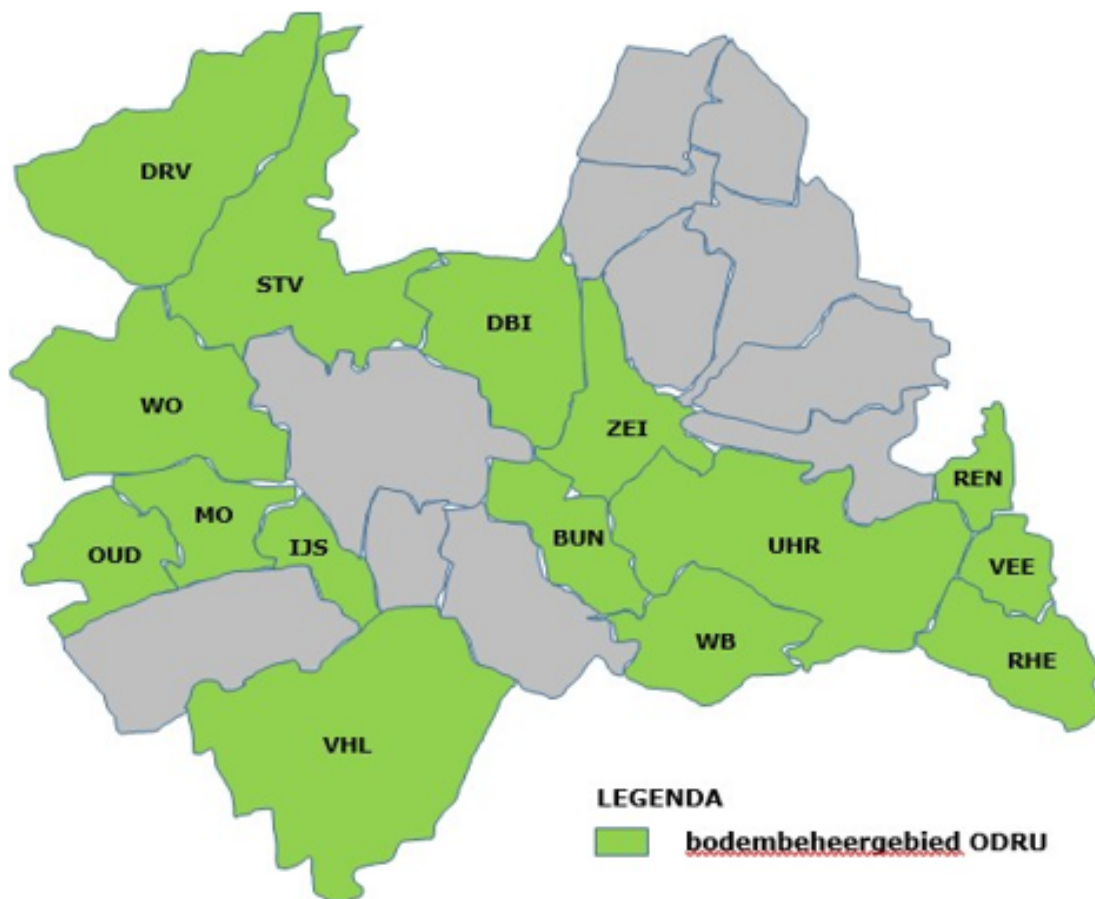 DRV
STV
DBI
WO
ZEI
REN
MO
BUN
IJS
UHR
OUD
VEE
WB
RHE
VHL
LEGENDA
bodembeheergebied ODRU